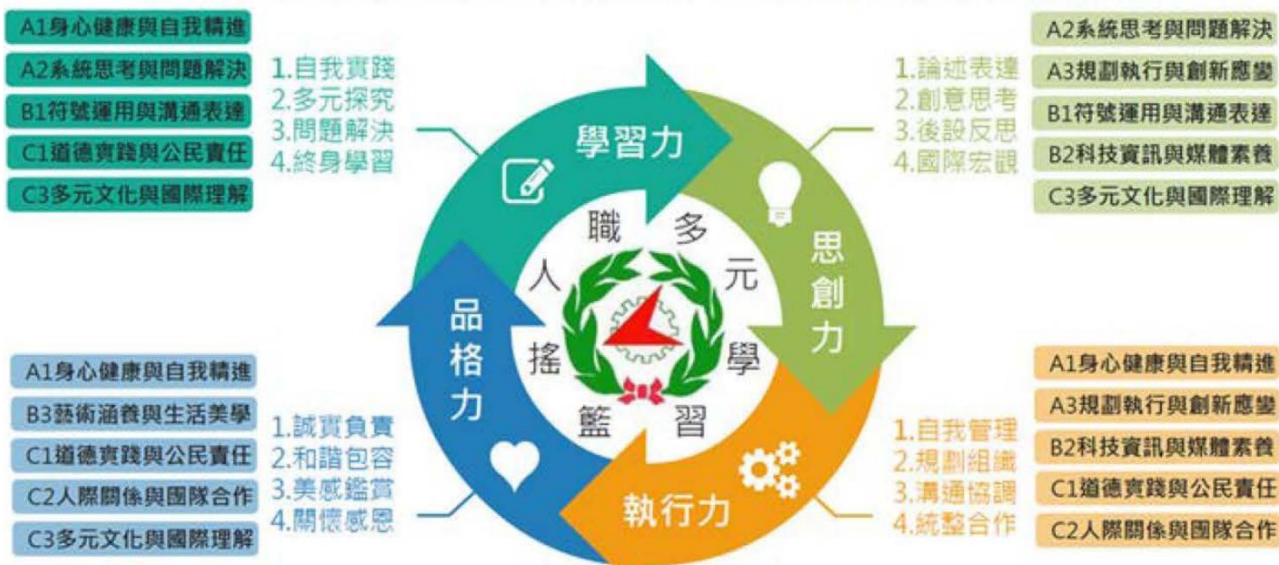 A1身心健康與自我精進
A2系統思考與問題解決
B1符號運用與溝通表達
C1道德實踐與公民責任
C3多元文化與國際理解
1.自我實踐
2.多元探究
3.問題解決
4.終身學習
學習力
1.論述表達
2.創意思考
3.後設反思
4.國際宏觀
A2系統思考與問題解決
A3規劃執行與創新應變
B1符號運用與溝通表達
B2科技資訊與媒體素養
C3多元文化與國際理解
思創力
職人搖籃
多元學習
品格力
A1身心健康與自我精進
B3藝術涵養與生活美學
C1道德實踐與公民責任
C2人際關係與團隊合作
C3多元文化與國際理解
1.誠實負責
2.和諧包容
3.美感鑑賞
4.關懷感恩
執行力
1.自我管理
2.規劃組織
3.溝通協調
4.統整合作
A1身心健康與自我精進
A3規劃執行與創新應變
B2科技資訊與媒體素養
C1道德實踐與公民責任
C2人際關係與團隊合作